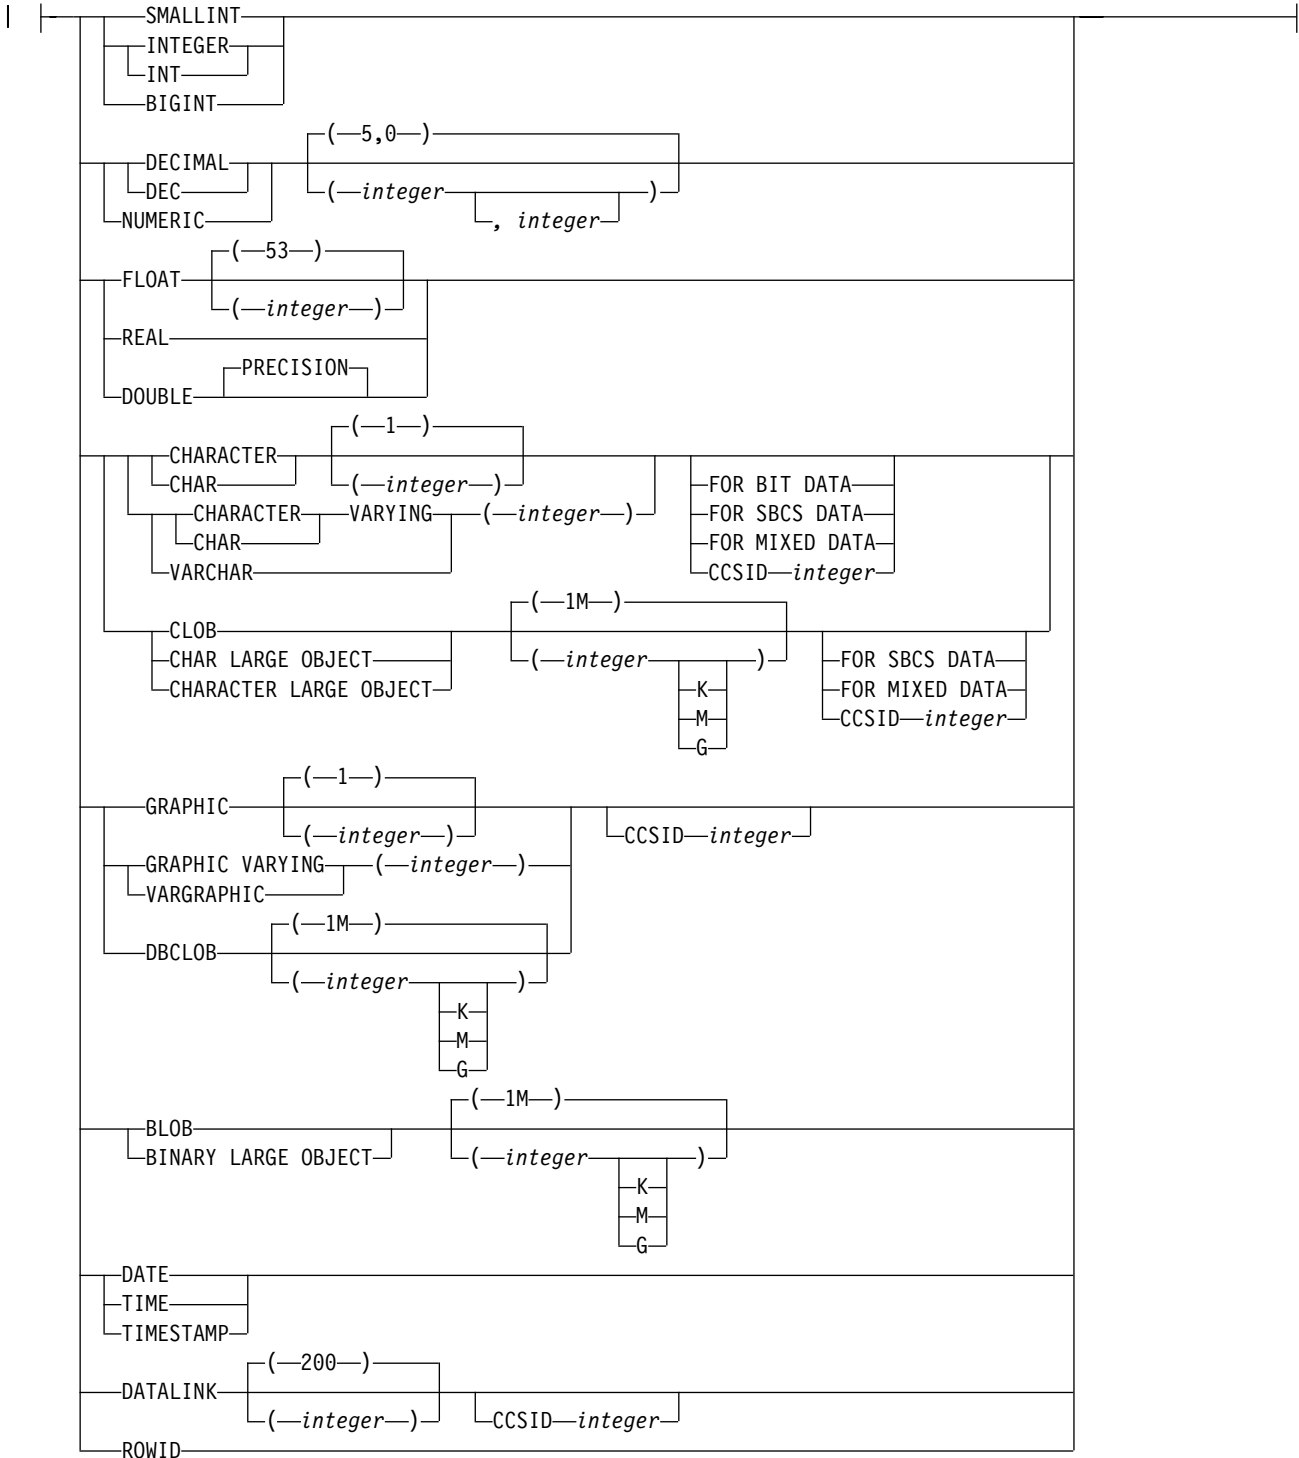 SMALLINT
INTEGER
INT
BIGINT
( 5,0 )
DECIMAL
DEC ( integer )
NUMERIC , integer
( 53 )
FLOAT
( integer )
REAL
PRECISION
DOUBLE
( 1 )
CHARACTER
CHAR ( integer ) FOR BIT DATA
CHARACTER VARYING ( integer ) FOR SBCS DATA
CHAR FOR MIXED DATA
VARCHAR CCSID integer
( 1M )
CLOB
CHAR LARGE OBJECT ( integer ) FOR SBCS DATA
CHARACTER LARGE OBJECT K FOR MIXED DATA
M CCSID integer
G
( 1 )
GRAPHIC
( integer ) CCSID integer
GRAPHIC VARYING ( integer )
VARGRAPHIC
( 1M )
DBCLOB
( integer )
K
M
G
( 1M )
BLOB
BINARY LARGE OBJECT ( integer )
K
M
G
DATE
TIME
TIMESTAMP
( 200 )
DATALINK
( integer ) CCSID integer
ROWID